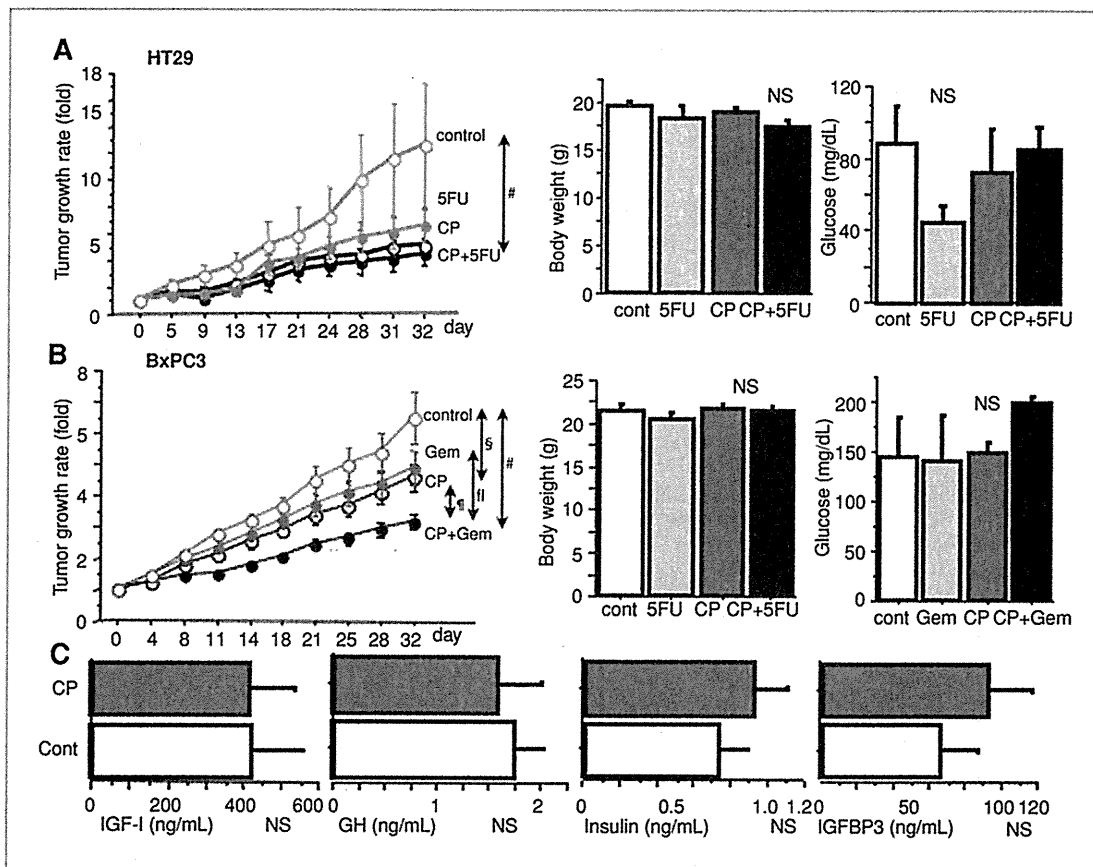 A
HT29
Tumor growth rate (fold)
18
15
10
5
0
0 5 9 13 17 21 24 28 31 32 day
control
5FU
CP
CP+5FU
#
Body weight (g)
25
20
15
10
5
0
NS
cont 5FU CP CP+5FU
Glucose (mg/dL)
120
80
40
0
NS
cont 5FU CP CP+5FU
B
BxPC3
Tumor growth rate (fold)
8
5
4
2
0
0 4 8 11 14 18 21 25 28 32 day
control
Gem
CP
CP+Gem
§
#
¶
fl
Body weight (g)
25
20
15
10
5
0
NS
cont 5FU CP CP+5FU
Glucose (mg/dL)
250
200
150
100
50
0
NS
cont Gem CP CP+Gem
C
CP
Cont
0 200 400 600
IGF-I (ng/mL) NS
0 1 2
GH (ng/mL) NS
0 0.5 1.0 1.20
Insulin (ng/mL) NS
0 50 100 120
IGFBP3 (ng/mL) NS